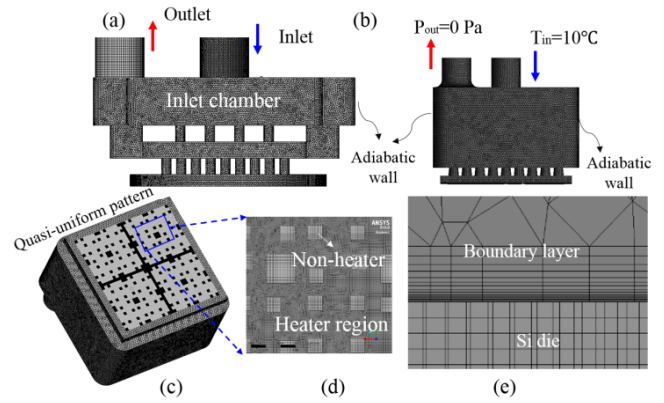 (a)
Outlet
Inlet
Inlet chamber
Adiabatic
wall
(b)
Pout=0 Pa
Tin=10℃
Adiabatic
wall
Quasi-uniform pattern
(c)
ANSYS
Non-heater
Heater region
(d)
Boundary layer
Si die
(e)